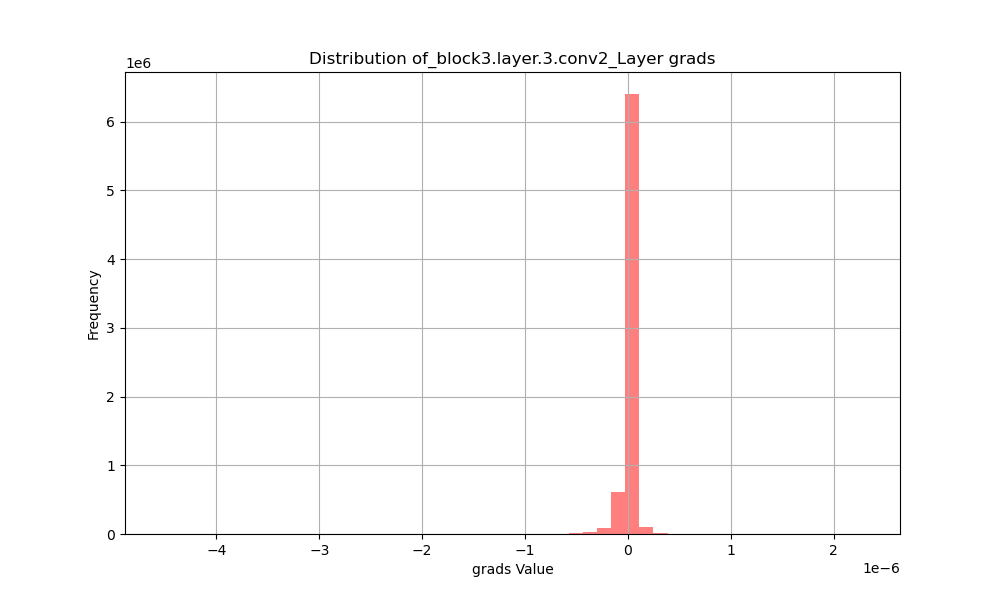 Distribution of_block3.layer.3.conv2_Layer grads
1e6
6
5
4
3
2
1
0
Frequency
−4 −3 −2 −1 0 1 2
1e−6
grads Value